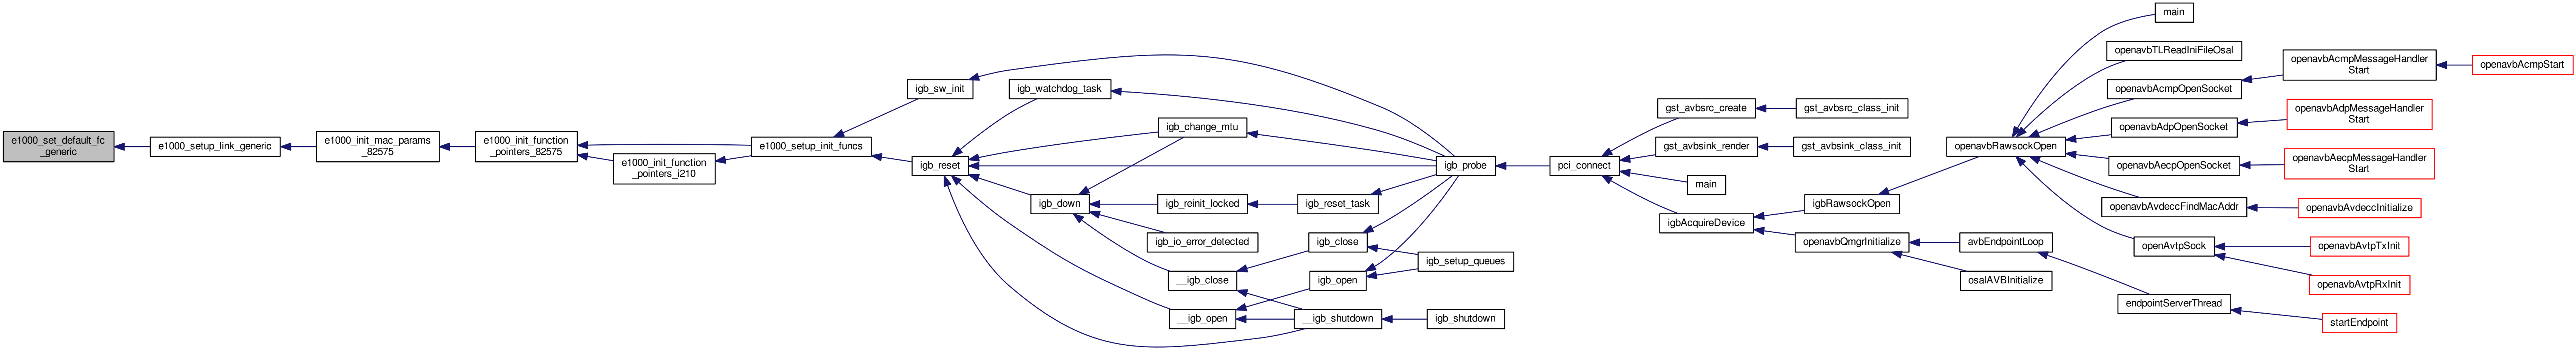 e1000_set_default_fc
_generic
e1000_setup_link_generic
e1000_init_mac_params
_82575
e1000_init_function
_pointers_82575
e1000_init_function
_pointers_i210
e1000_setup_init_funcs
igb_sw_init
igb_reset
igb_watchdog_task
igb_change_mtu
igb_down
igb_reinit_locked
igb_io_error_detected
__igb_close
__igb_open
igb_reset_task
igb_close
igb_open
__igb_shutdown
igb_probe
igb_setup_queues
igb_shutdown
pci_connect
gst_avbsrc_create
gst_avbsink_render
main
igbAcquireDevice
gst_avbsrc_class_init
gst_avbsink_class_init
igbRawsockOpen
openavbQmgrInitialize
openavbRawsockOpen
avbEndpointLoop
osalAVBInitialize
main
openavbTLReadIniFileOsal
openavbAcmpOpenSocket
openavbAdpOpenSocket
openavbAecpOpenSocket
openavbAvdeccFindMacAddr
openAvtpSock
endpointServerThread
openavbAcmpMessageHandler
Start
openavbAdpMessageHandler
Start
openavbAecpMessageHandler
Start
openavbAvdeccInitialize
openavbAvtpTxInit
openavbAvtpRxInit
startEndpoint
openavbAcmpStart